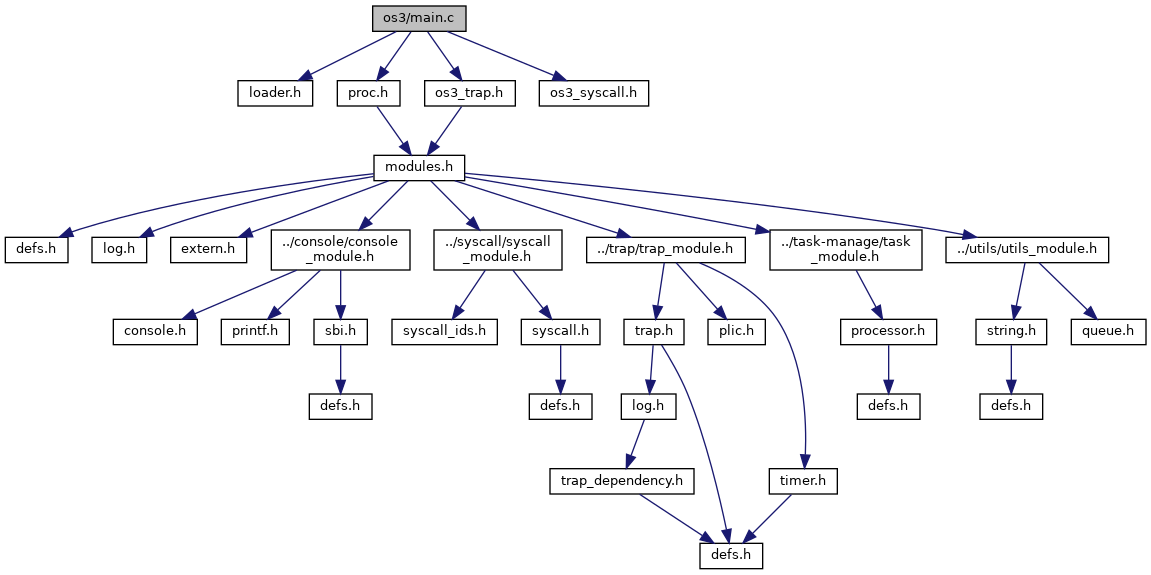 os3/main.c
loader.h
proc.h
os3_trap.h
os3_syscall.h
modules.h
defs.h
log.h
extern.h
../console/console
_module.h
../syscall/syscall
_module.h
../trap/trap_module.h
../task-manage/task
_module.h
../utils/utils_module.h
console.h
printf.h
sbi.h
syscall_ids.h
syscall.h
trap.h
plic.h
processor.h
string.h
queue.h
defs.h
defs.h
log.h
defs.h
defs.h
trap_dependency.h
timer.h
defs.h